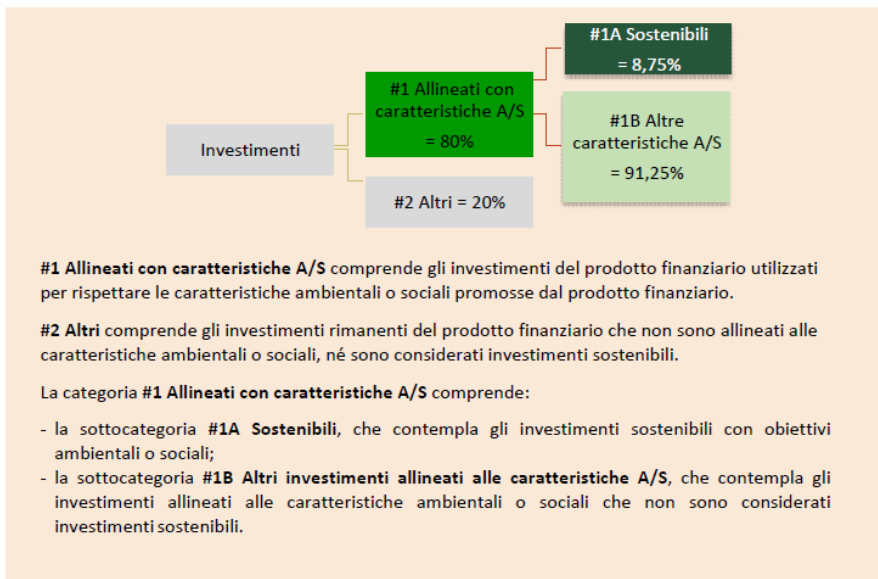 #1A Sostenibili
= 8,75%
#1 Allineati con
caratteristiche A/S
= 80%
#1B Altre
caratteristiche A/S
= 91,25%
Investimenti
#2 Altri = 20%
#1 Allineati con caratteristiche A/S comprende gli investimenti del prodotto finanziario utilizzati
per rispettare le caratteristiche ambientali o sociali promosse dal prodotto finanziario.
#2 Altri comprende gli investimenti rimanenti del prodotto finanziario che non sono allineati alle
caratteristiche ambientali o sociali, né sono considerati investimenti sostenibili.
La categoria #1 Allineati con caratteristiche A/S comprende:
- la sottocategoria #1A Sostenibili, che contempla gli investimenti sostenibili con obiettivi
ambientali o sociali;
- la sottocategoria #1B Altri investimenti allineati alle caratteristiche A/S, che contempla gli
investimenti allineati alle caratteristiche ambientali o sociali che non sono considerati
investimenti sostenibili.